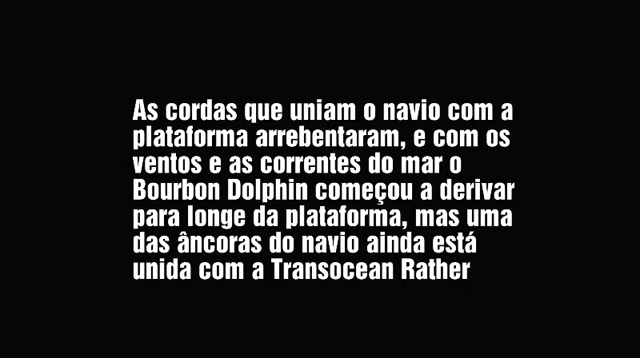 As cordas que uniam o navio com a
plataforma arrebentaram, e com os
ventos e as correntes do mar o
Bourbon Dolphin começou a derivar
para longe da plataforma, mas uma
das âncoras do navio ainda está
unida com a Transocean Rather